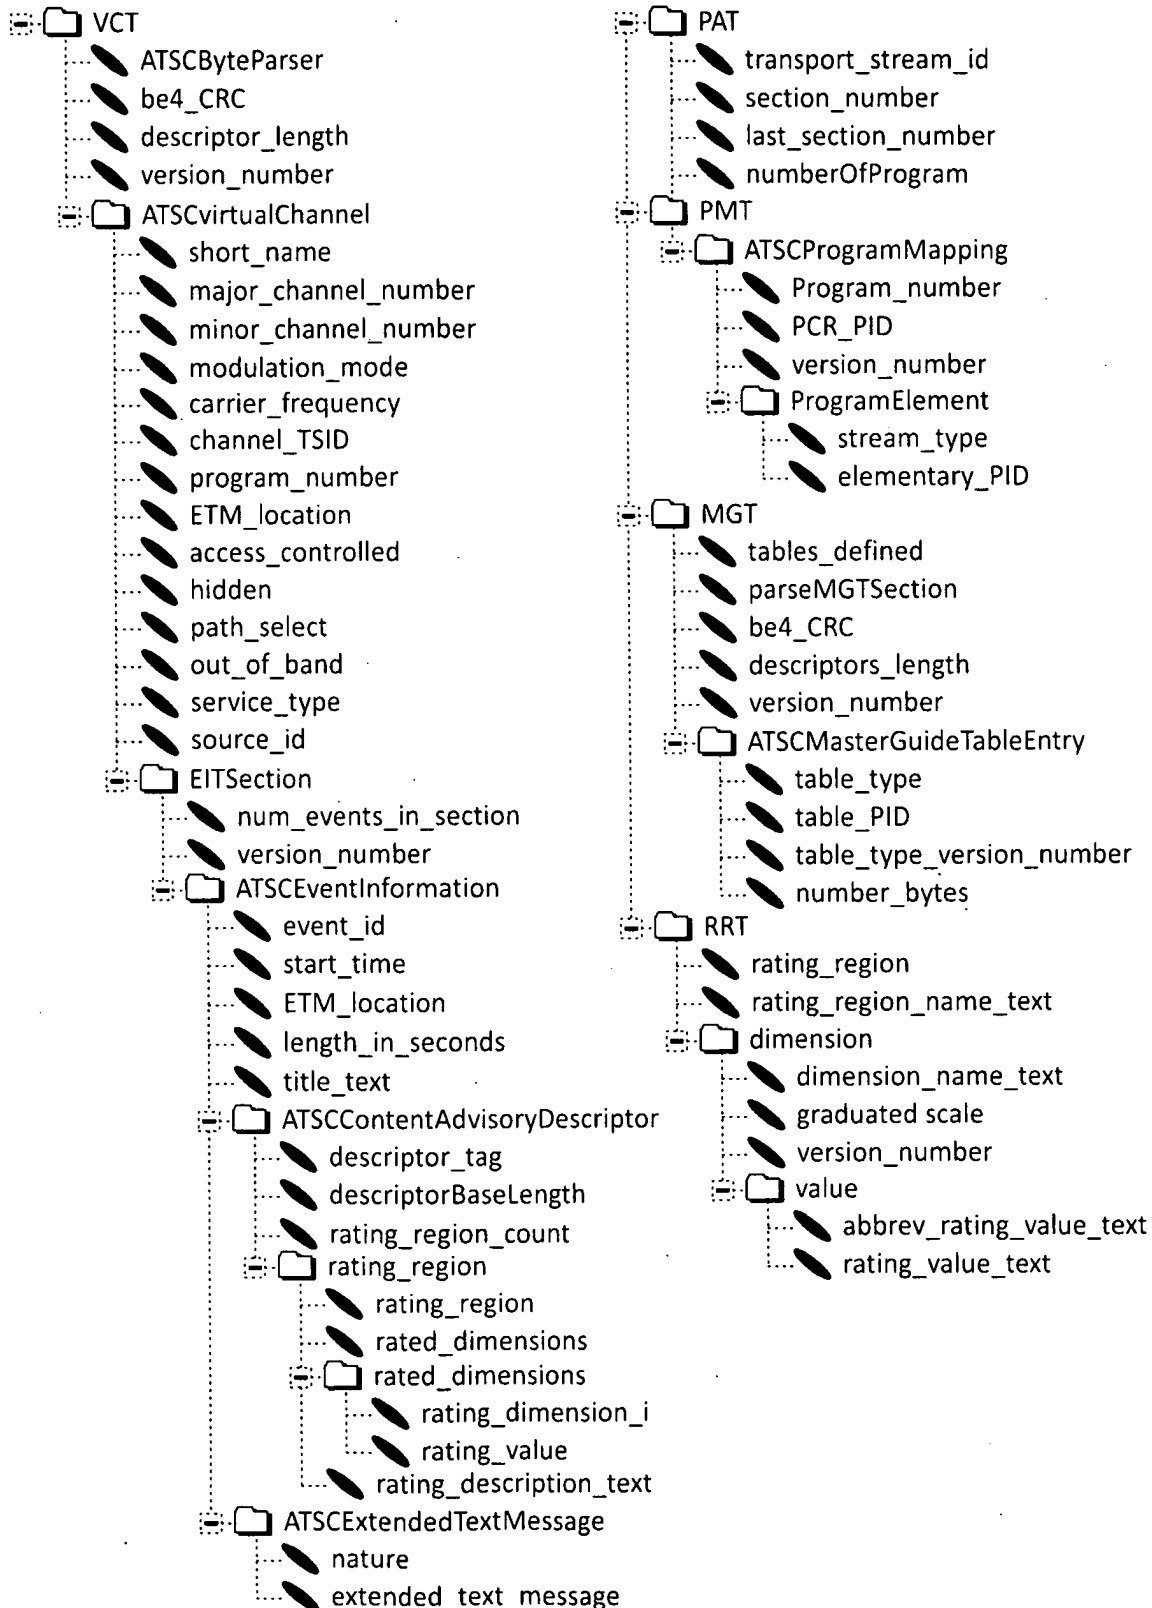 VCT
ATSCByteParser
be4_CRC
descriptor_length
version_number
ATSCvirtualChannel
short_name
major_channel_number
minor_channel_number
modulation_mode
carrier_frequency
channel_TSID
program_number
ETM_location
access_controlled
hidden
path_select
out_of_band
service_type
source_id
EITSection
num_events_in_section
version_number
ATSCEventInformation
event_id
start_time
ETM_location
length_in_seconds
title_text
ATSCContentAdvisoryDescriptor
descriptor_tag
descriptorBaseLength
rating_region_count
rating_region
rating_region
rated_dimensions
rated_dimensions
rating_dimension_i
rating_value
rating_description_text
ATSCExtendedTextMessage
nature
extended_text_message
PAT
transport_stream_id
section_number
last_section_number
numberOfProgram
PMT
ATSCProgramMapping
Program_number
PCR_PID
version_number
ProgramElement
stream_type
elementary_PID
MGT
tables_defined
parseMGTSection
be4_CRC
descriptors_length
version_number
ATSCMasterGuideTableEntry
table_type
table_PID
table_type_version_number
number_bytes
RRT
rating_region
rating_region_name_text
dimension
dimension_name_text
graduated scale
version_number
value
abbrev_rating_value_text
rating_value_text